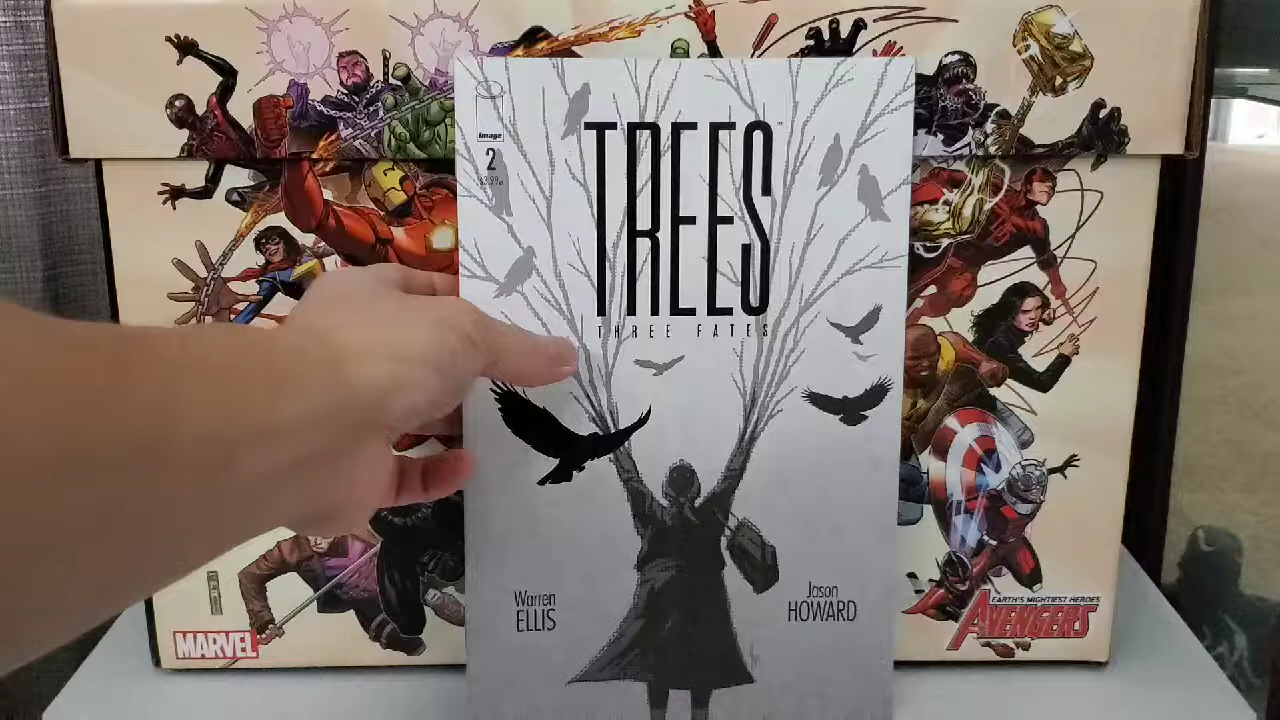 image
2
$3.99
TREES
THREE FATES
Warren
ELLIS
Jason
HOWARD
MARVEL
EARTH'S MIGHTIEST HEROES
AVENGERS